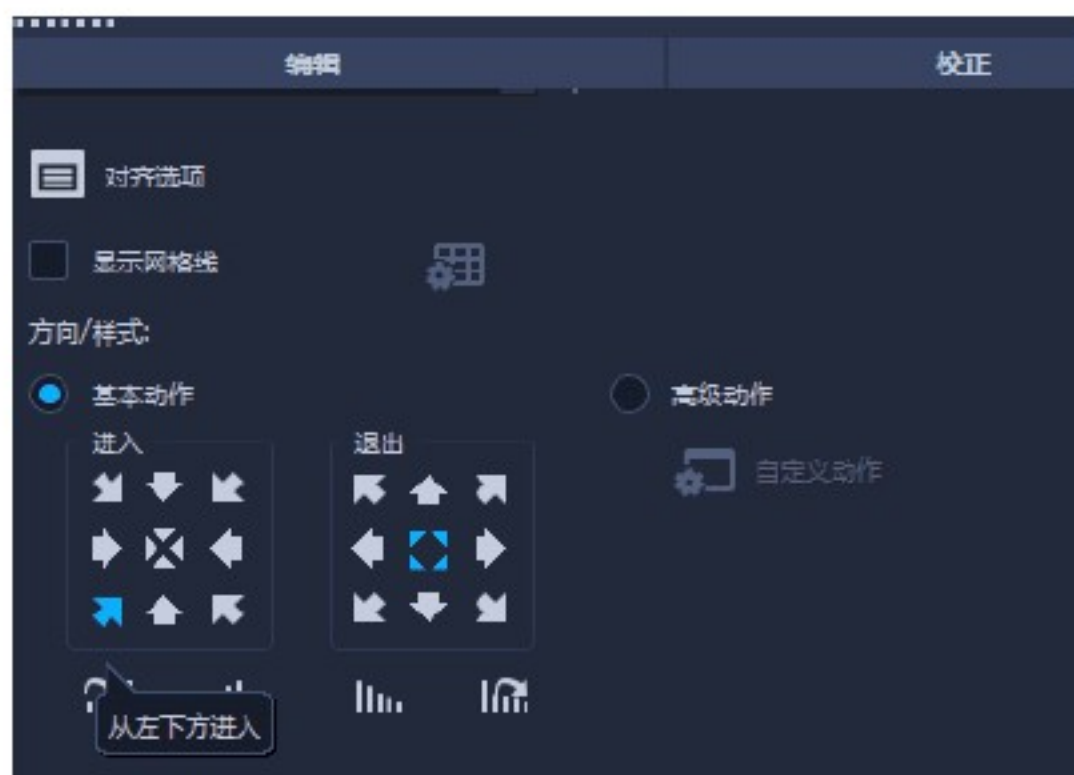 编辑 校正
对齐选项
显示网格线
方向/样式:
基本动作 高级动作
进入 退出
自定义动作
从左下方进入